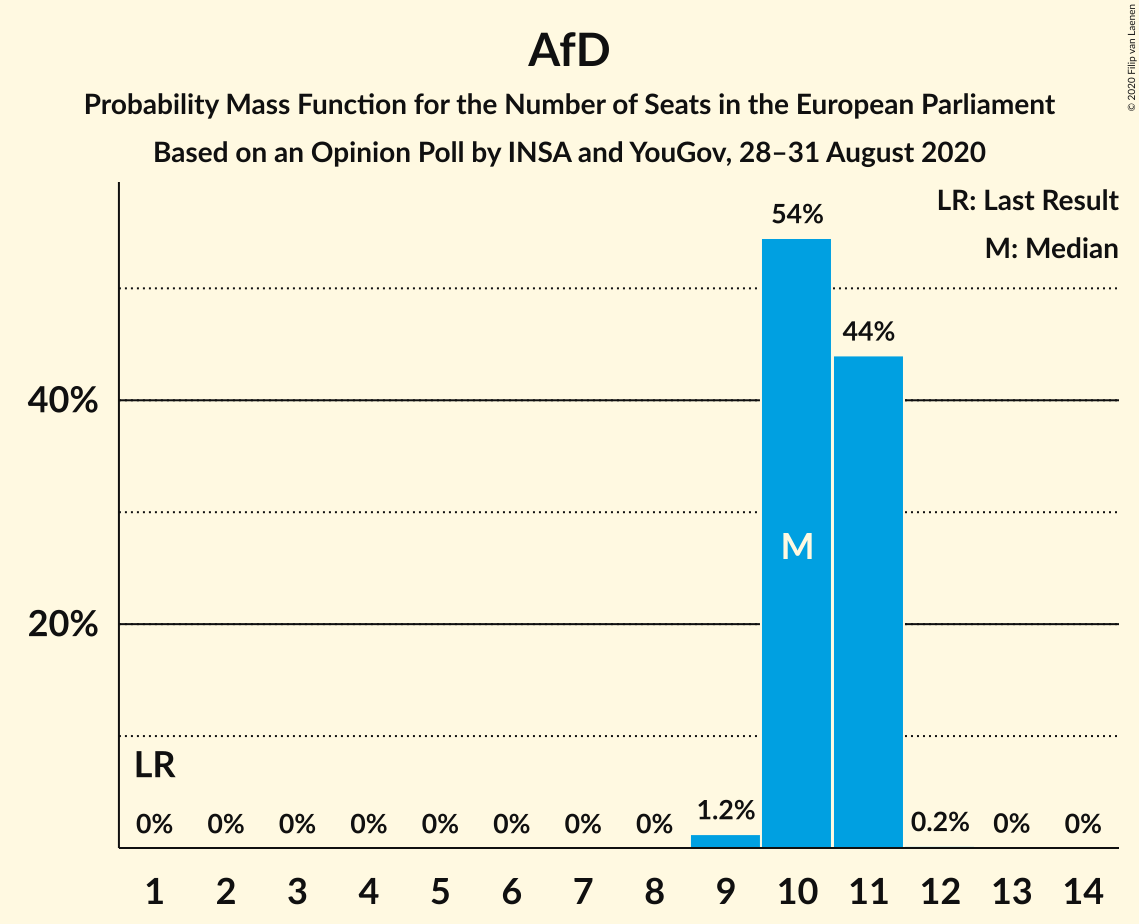 AfD
Probability Mass Function for the Number of Seats in the European Parliament
Based on an Opinion Poll by INSA and YouGov, 28–31 August 2020
© 2020 Filip van Laenen
LR: Last Result
M: Median
54%
44%
40%
M
20%
LR
0% 0% 0% 0% 0% 0% 0% 0% 1.2% 0.2% 0% 0%
1 2 3 4 5 6 7 8 9 10 11 12 13 14